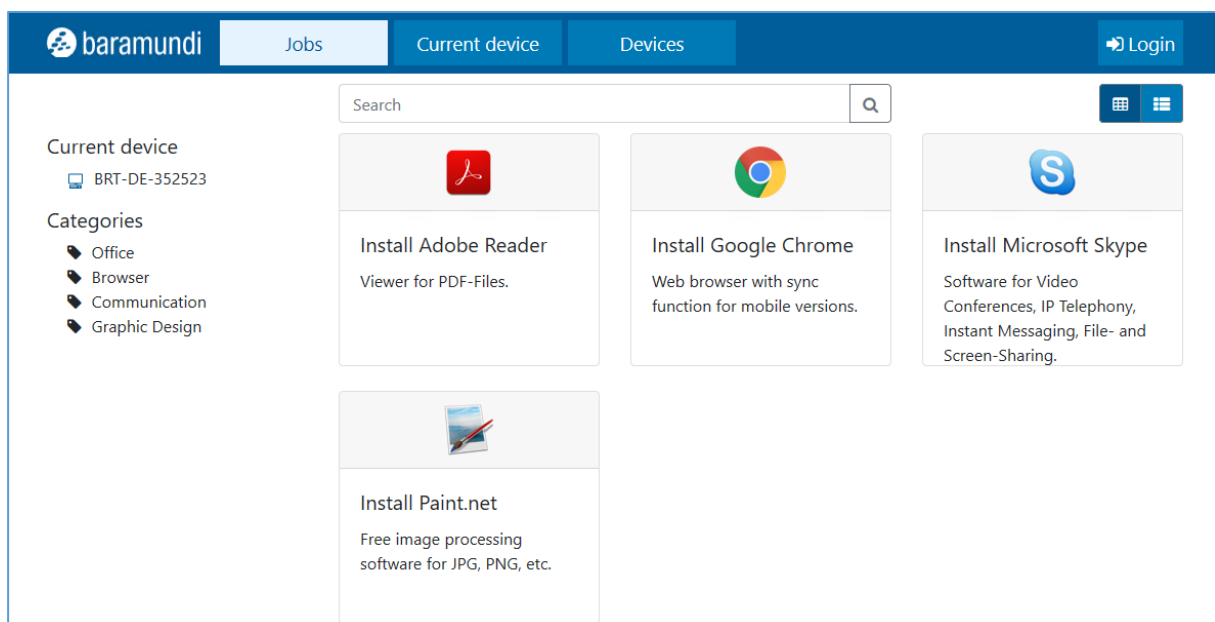 baramundi
Jobs
Current device
Devices
Login
Search
Current device
BRT-DE-352523
Categories
Office
Browser
Communication
Graphic Design
Install Adobe Reader
Viewer for PDF-Files.
Install Google Chrome
Web browser with sync
function for mobile versions.
S
Install Microsoft Skype
Software for Video
Conferences, IP Telephony,
Instant Messaging, File- and
Screen-Sharing.
Install Paint.net
Free image processing
software for JPG, PNG, etc.